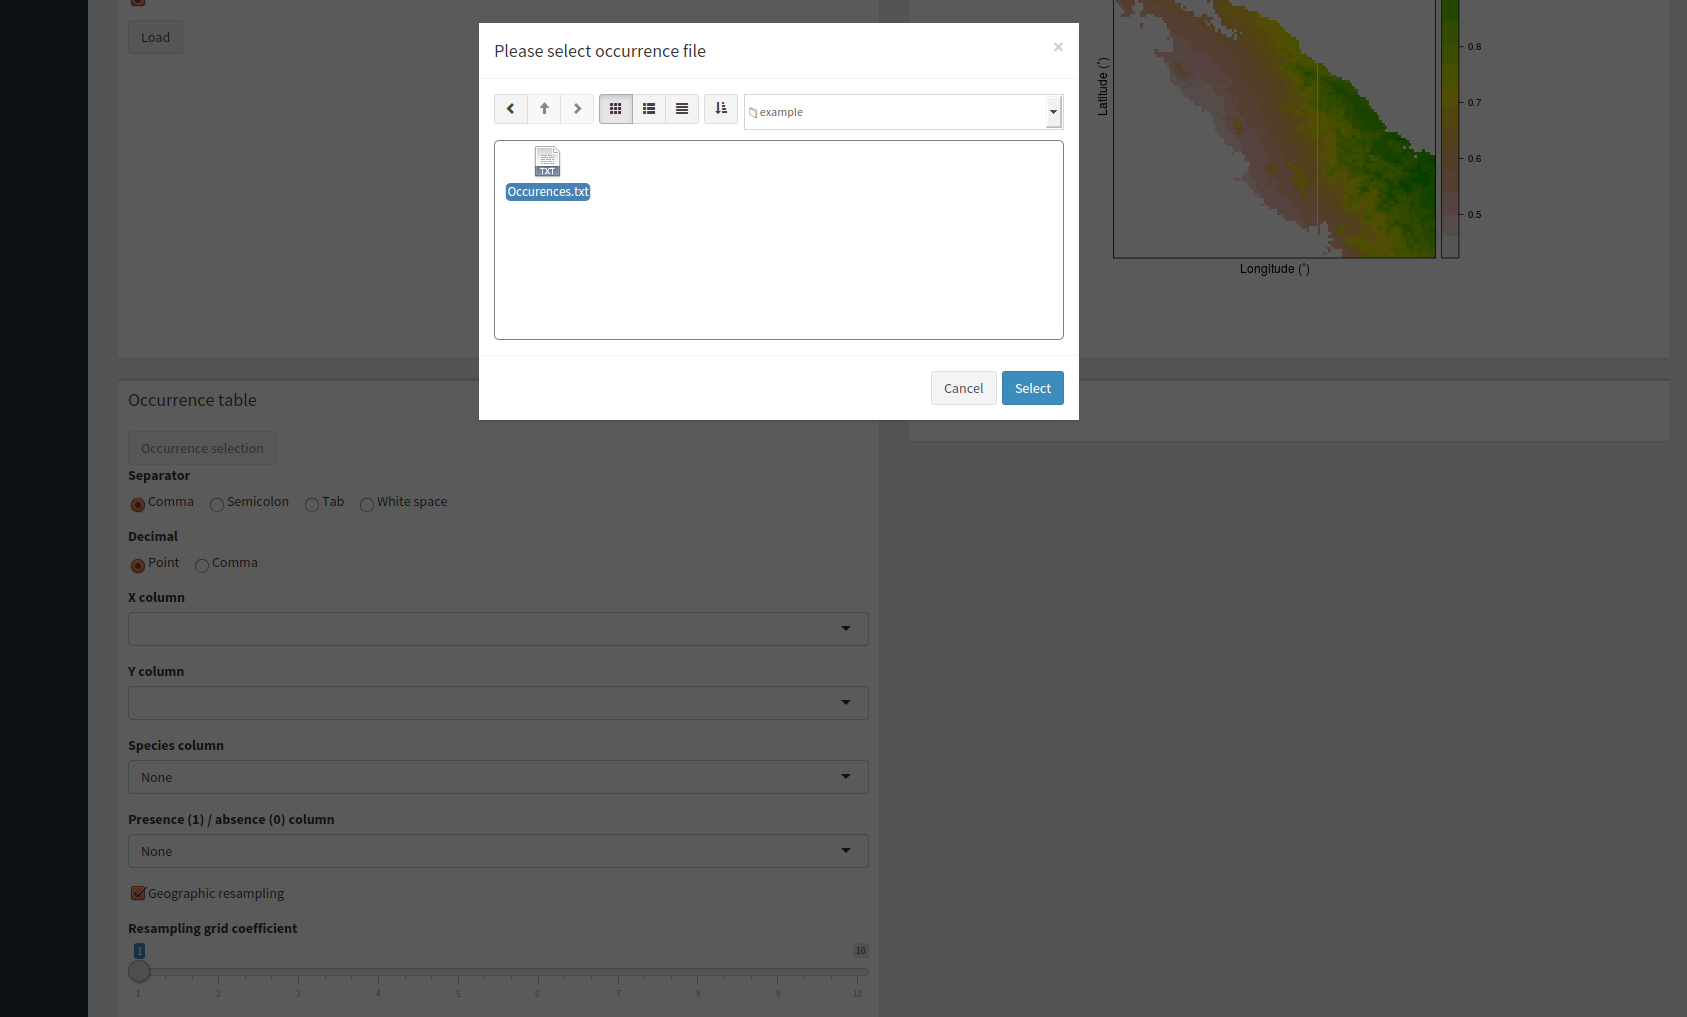 Please select occurrence file
×
Load
example
TXT
Occurences.txt
Cancel
Select
Latitude (°)
0.8
0.7
0.6
0.5
Longitude (°)
Occurrence table
Occurrence selection
Separator
Comma Semicolon Tab White space
Decimal
Point Comma
X column
Y column
Species column
None
Presence (1) / absence (0) column
None
Geographic resampling
Resampling grid coefficient
1 10
1 2 3 4 5 6 7 8 9 10